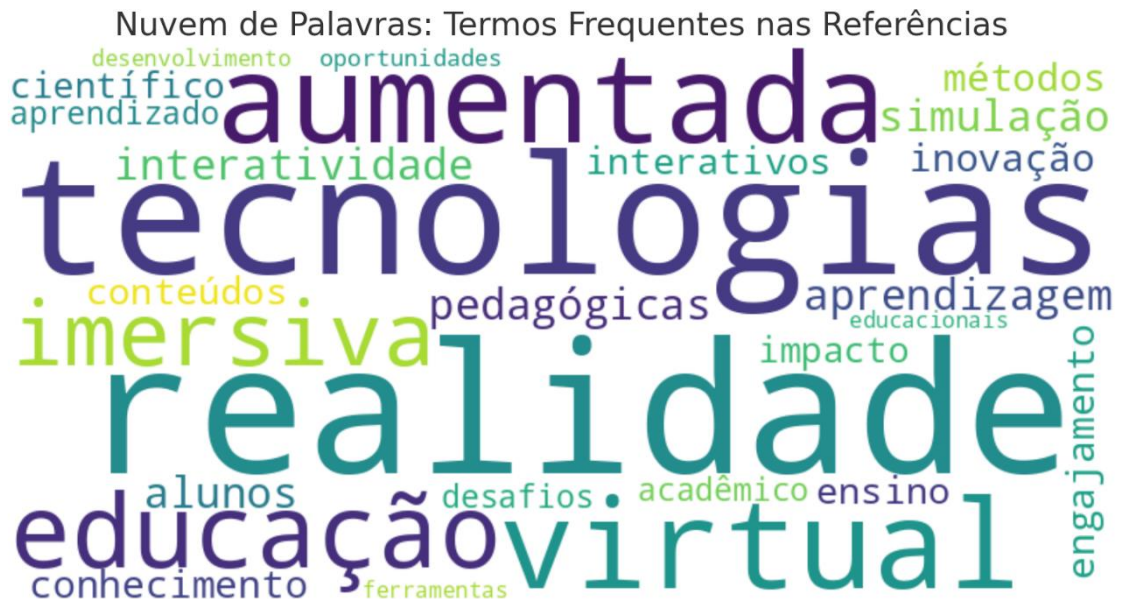 Nuvem de Palavras: Termos Frequentes nas Referências
desenvolvimento
oportunidades
científico
aumentada
métodos
aprendizado
simulação
interatividade
interativos
inovação
tecnologias
conteúdos
pedagógicas
aprendizagem
imersiva
educacionais
impacto
realidade
engajamento
alunos
desafios
acadêmico
ensino
educação
virtual
conhecimento
ferramentas